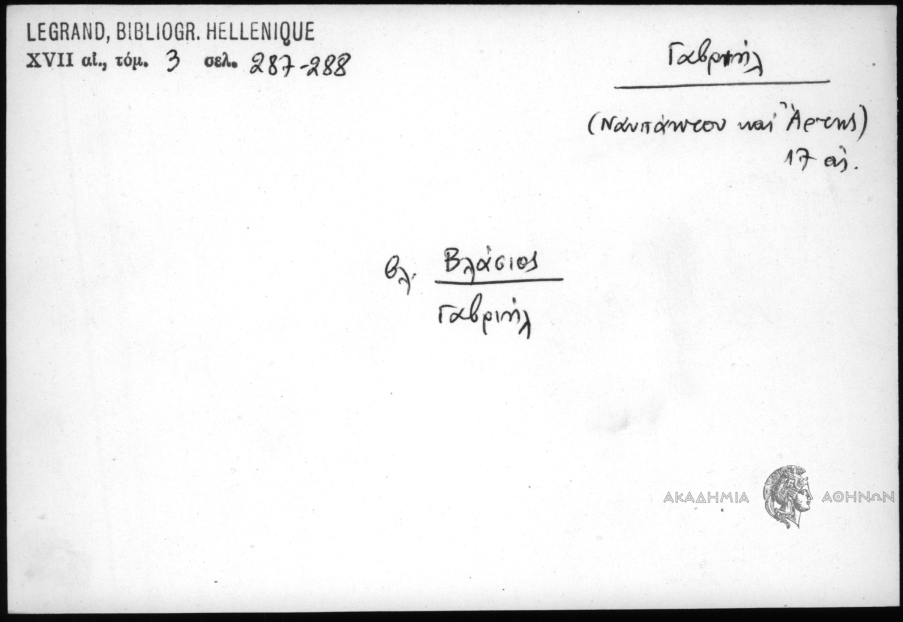 LEGRAND, BIBLIOGR. HELLENIQUE
XVII αἰ., τόμ. 3 σελ. 287-288
Γαβριήλ
(Ναυπάκτου καί Ἄρτης)
17 αἰ.
βλ. Βλάσιος
Γαβριήλ
ΑΚΑΔΗΜΙΑ ΑΘΗΝΩΝ